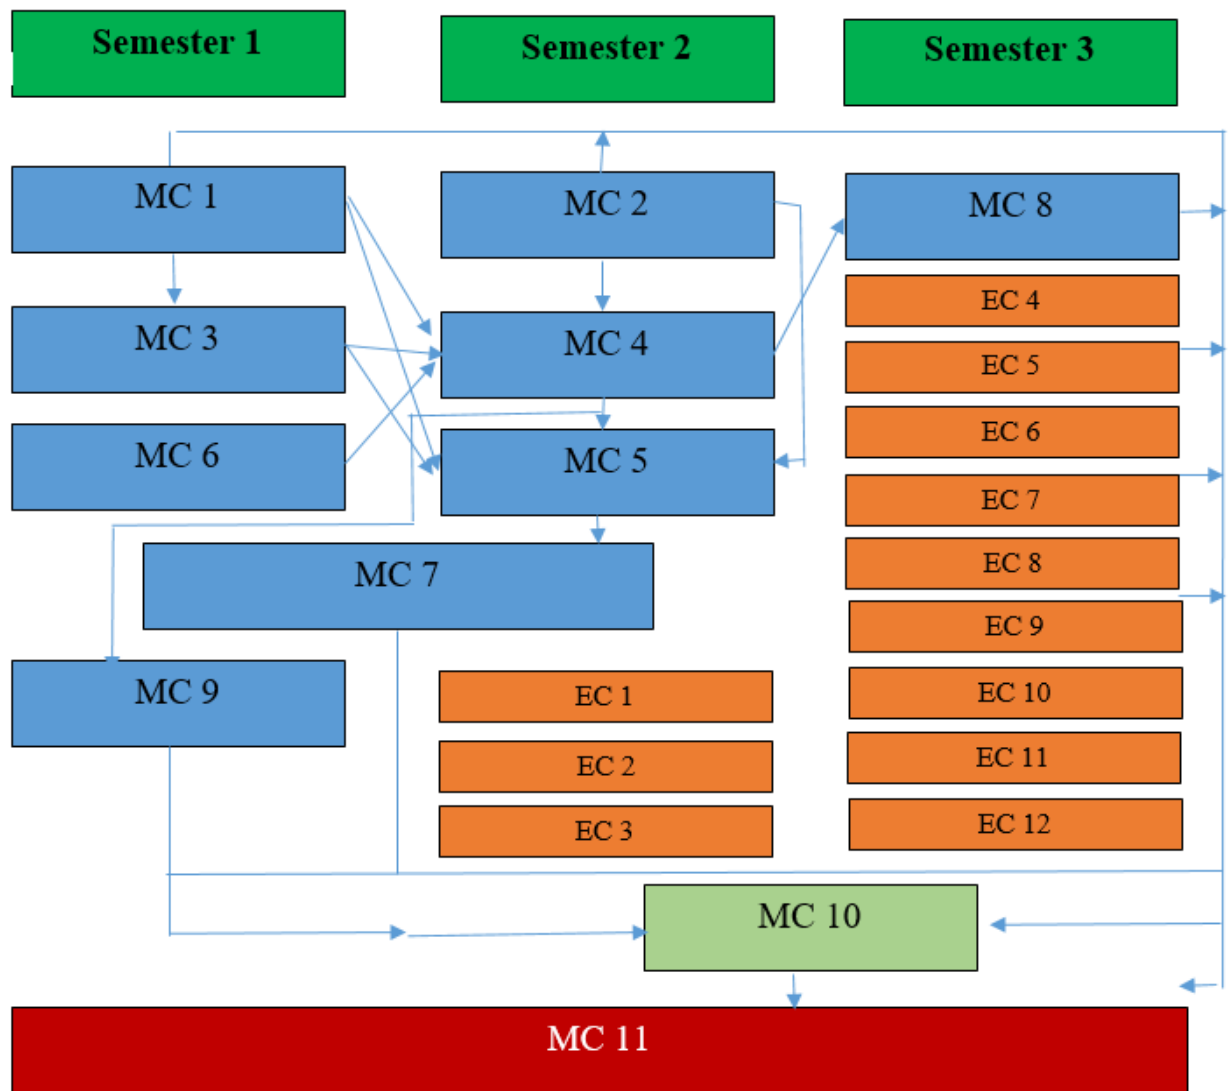 Semester 1
Semester 2
Semester 3
MC 1
MC 2
MC 8
EC 4
MC 3
MC 4
EC 5
EC 6
MC 6
MC 5
EC 7
EC 8
MC 7
EC 9
MC 9
EC 1
EC 10
EC 2
EC 11
EC 3
EC 12
MC 10
MC 11